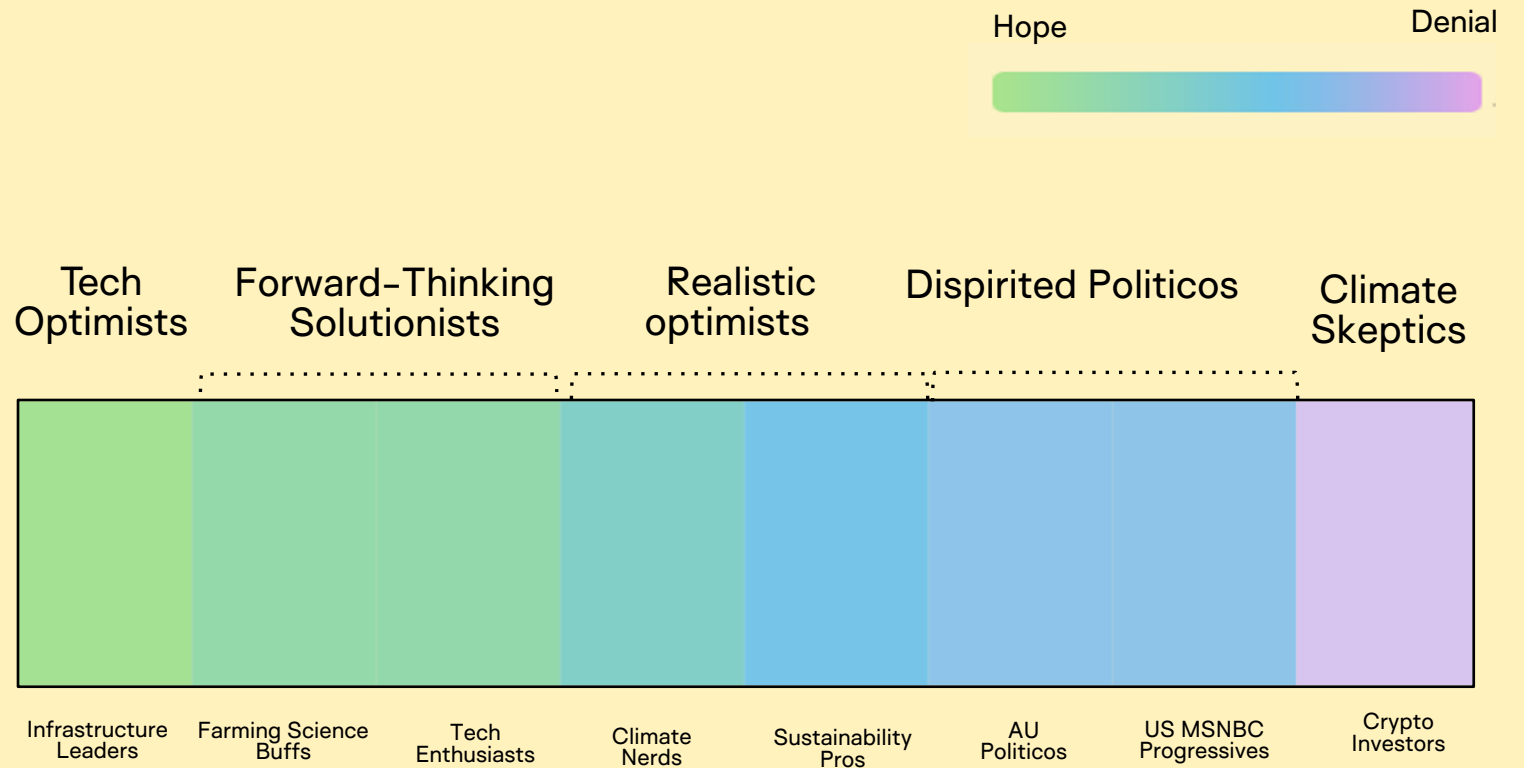 Hope
Denial
Tech
Optimists
Forward-Thinking
Solutionists
Realistic
optimists
Dispirited Politicos
Climate
Skeptics
Infrastructure
Leaders
Farming Science
Buffs
Tech
Enthusiasts
Climate
Nerds
Sustainability
Pros
AU
Politicos
US MSNBC
Progressives
Crypto
Investors